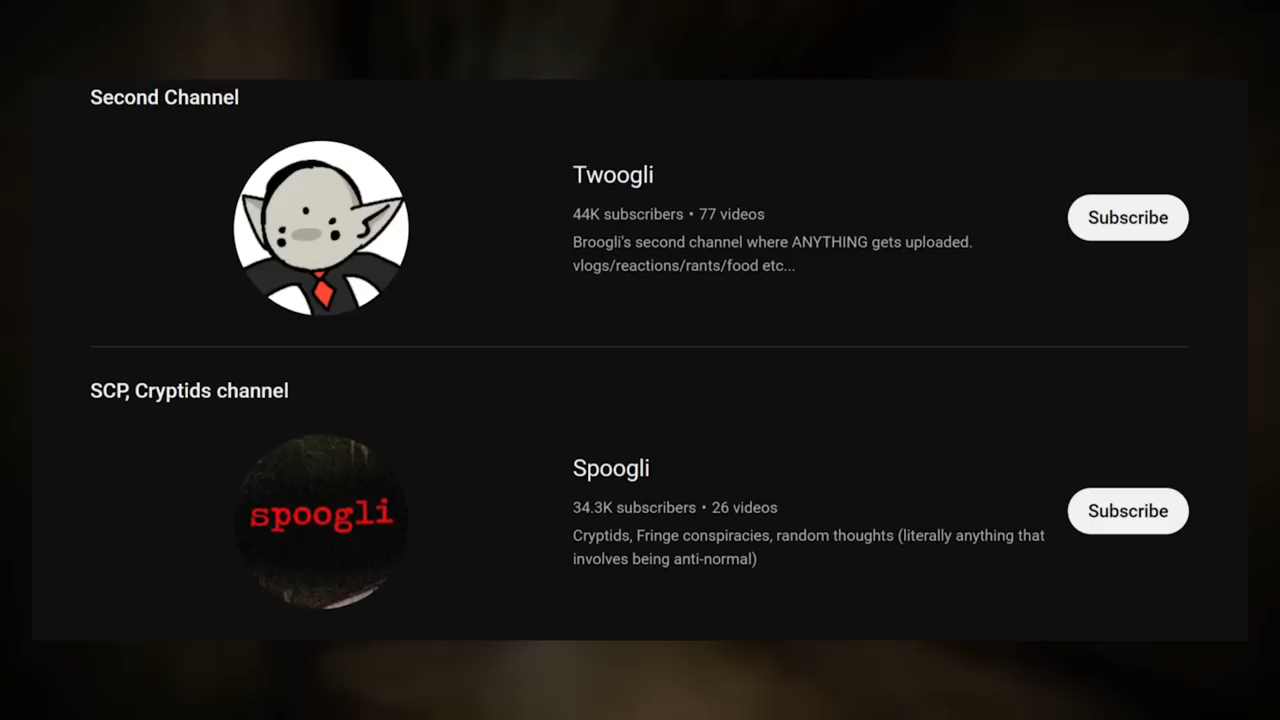 Second Channel
Twoogli
44K subscribers • 77 videos
Broogli's second channel where ANYTHING gets uploaded.
vlogs/reactions/rants/food etc...
Subscribe
SCP, Cryptids channel
spoogli
Spoogli
34.3K subscribers • 26 videos
Cryptids, Fringe conspiracies, random thoughts (literally anything that
involves being anti-normal)
Subscribe